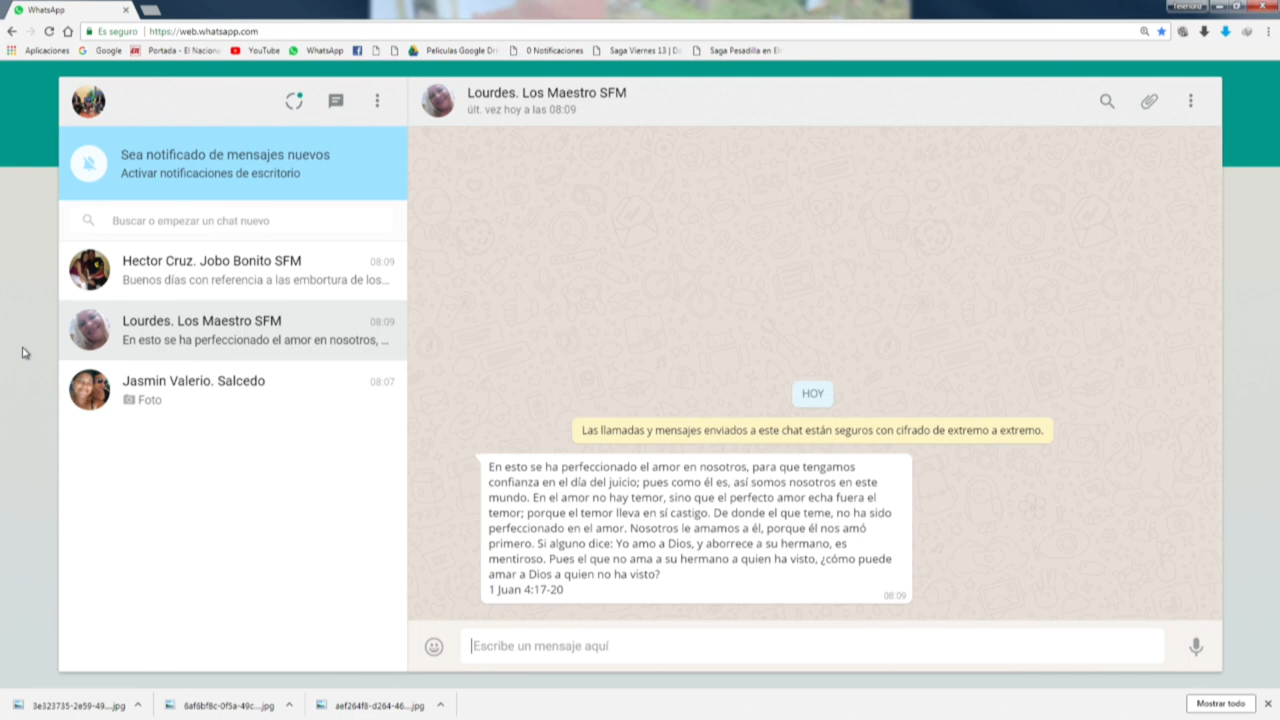 WhatsApp
Telenord
Es seguro | https://web.whatsapp.com
Aplicaciones Google Portada - El Naciona YouTube WhatsApp Peliculas Google Dri 0 Notificaciones Saga Viernes 13 | Do Saga Pesadilla en El
Lourdes. Los Maestro SFM
últ. vez hoy a las 08:09
Sea notificado de mensajes nuevos
Activar notificaciones de escritorio
Buscar o empezar un chat nuevo
Hector Cruz. Jobo Bonito SFM 08:09
Buenos días con referencia a las embortura de los...
Lourdes. Los Maestro SFM 08:09
En esto se ha perfeccionado el amor en nosotros, ...
Jasmin Valerio. Salcedo 08:07
Foto
HOY
Las llamadas y mensajes enviados a este chat están seguros con cifrado de extremo a extremo.
En esto se ha perfeccionado el amor en nosotros, para que tengamos
confianza en el día del juicio; pues como él es, así somos nosotros en este
mundo. En el amor no hay temor, sino que el perfecto amor echa fuera el
temor; porque el temor lleva en sí castigo. De donde el que teme, no ha sido
perfeccionado en el amor. Nosotros le amamos a él, porque él nos amó
primero. Si alguno dice: Yo amo a Dios, y aborrece a su hermano, es
mentiroso. Pues el que no ama a su hermano a quien ha visto, ¿cómo puede
amar a Dios a quien no ha visto?
1 Juan 4:17-20
08:09
Escribe un mensaje aquí
3e323735-2e59-49....jpg 6af6bf8c-0f5a-49c....jpg aef264f8-d264-46....jpg Mostrar todo